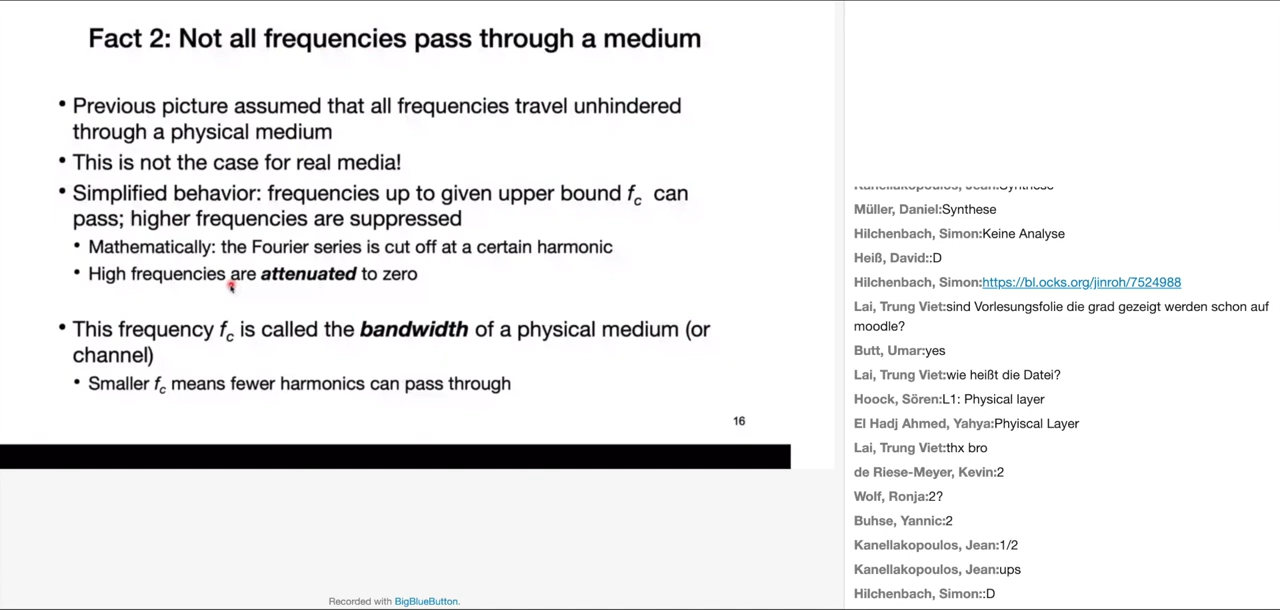 Fact 2: Not all frequencies pass through a medium
• Previous picture assumed that all frequencies travel unhindered
through a physical medium
• This is not the case for real media!
• Simplified behavior: frequencies up to given upper bound fc can
pass; higher frequencies are suppressed
• Mathematically: the Fourier series is cut off at a certain harmonic
• High frequencies are attenuated to zero
• This frequency fc is called the bandwidth of a physical medium (or
channel)
• Smaller fc means fewer harmonics can pass through
16
Recorded with BigBlueButton.
Kanellakopoulos, Jean:Synthese
Müller, Daniel:Synthese
Hilchenbach, Simon:Keine Analyse
Heiß, David::D
Hilchenbach, Simon:https://bl.ocks.org/jinroh/7524988
Lai, Trung Viet:sind Vorlesungsfolie die grad gezeigt werden schon auf
moodle?
Butt, Umar:yes
Lai, Trung Viet:wie heißt die Datei?
Hoock, Sören:L1: Physical layer
El Hadj Ahmed, Yahya:Phyiscal Layer
Lai, Trung Viet:thx bro
de Riese-Meyer, Kevin:2
Wolf, Ronja:2?
Buhse, Yannic:2
Kanellakopoulos, Jean:1/2
Kanellakopoulos, Jean:ups
Hilchenbach, Simon::D